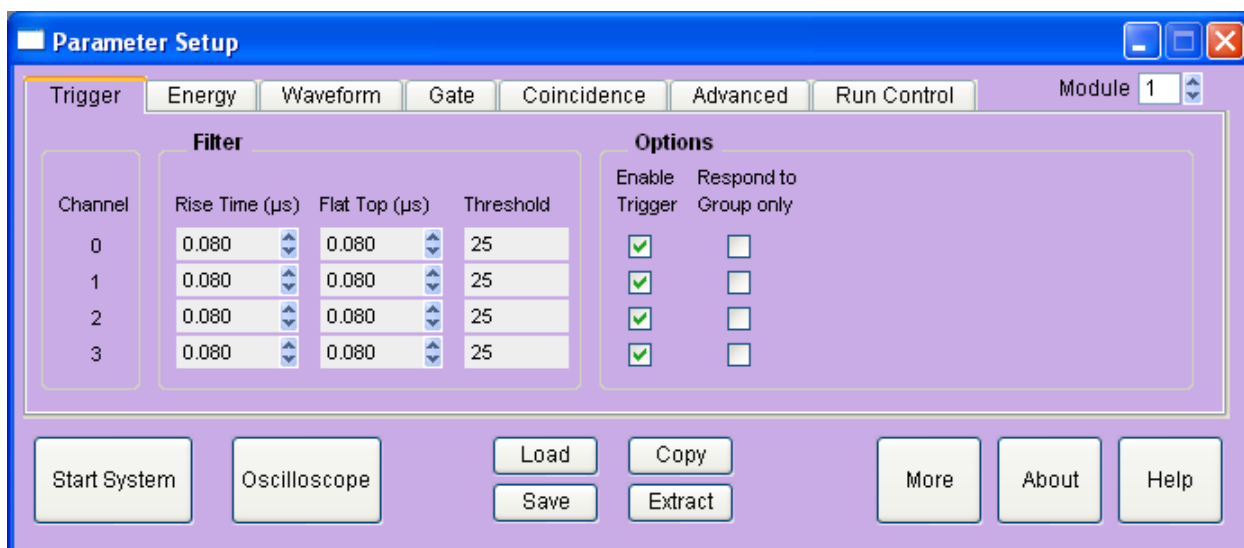 Parameter Setup
Trigger Energy Waveform Gate Coincidence Advanced Run Control Module 1
Filter Options
Enable Respond to
Channel Rise Time (µs) Flat Top (µs) Threshold Trigger Group only
0 0.080 0.080 25
1 0.080 0.080 25
2 0.080 0.080 25
3 0.080 0.080 25
Start System Oscilloscope Load Copy More About Help
Save Extract